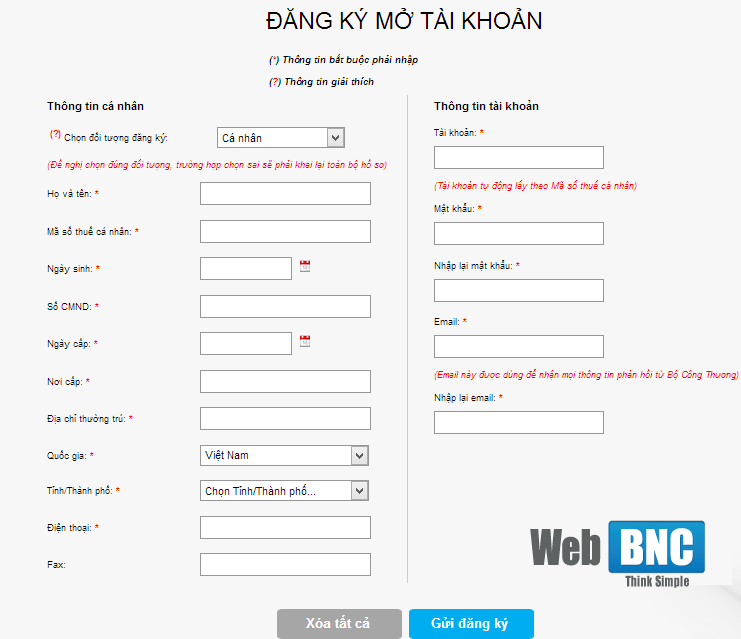 ĐĂNG KÝ MỞ TÀI KHOẢN
(*) Thông tin bắt buộc phải nhập
(?) Thông tin giải thích
Thông tin cá nhân
(?) Chọn đối tượng đăng ký: Cá nhân
(Đề nghị chọn đúng đối tượng, trường hợp chọn sai sẽ phải khai lại toàn bộ hồ sơ)
Họ và tên: *
Mã số thuế cá nhân: *
Ngày sinh: *
Số CMND: *
Ngày cấp: *
Nơi cấp: *
Địa chỉ thường trú: *
Quốc gia: * Việt Nam
Tỉnh/Thành phố: * Chọn Tỉnh/Thành phố...
Điện thoại: *
Fax:
Thông tin tài khoản
Tài khoản: *
(Tài khoản tự động lấy theo Mã số thuế cá nhân)
Mật khẩu: *
Nhập lại mật khẩu: *
Email: *
(Email này được dùng để nhận mọi thông tin phản hồi từ Bộ Công Thương)
Nhập lại email: *
Web BNC
Think Simple
Xóa tất cả Gửi đăng ký